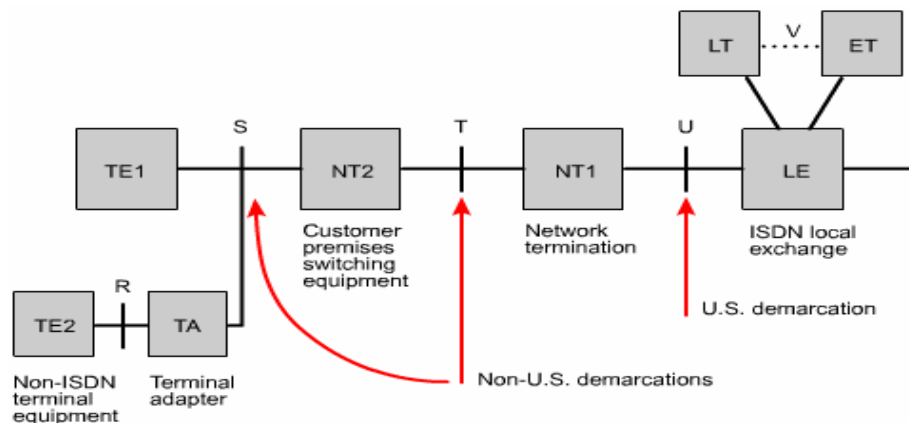 LT
V
ET
S
T
U
TE1
NT2
NT1
LE
Customer
premises
switching
equipment
Network
termination
ISDN local
exchange
R
TE2
TA
U.S. demarcation
Non-ISDN
terminal
equipment
Terminal
adapter
Non-U.S. demarcations